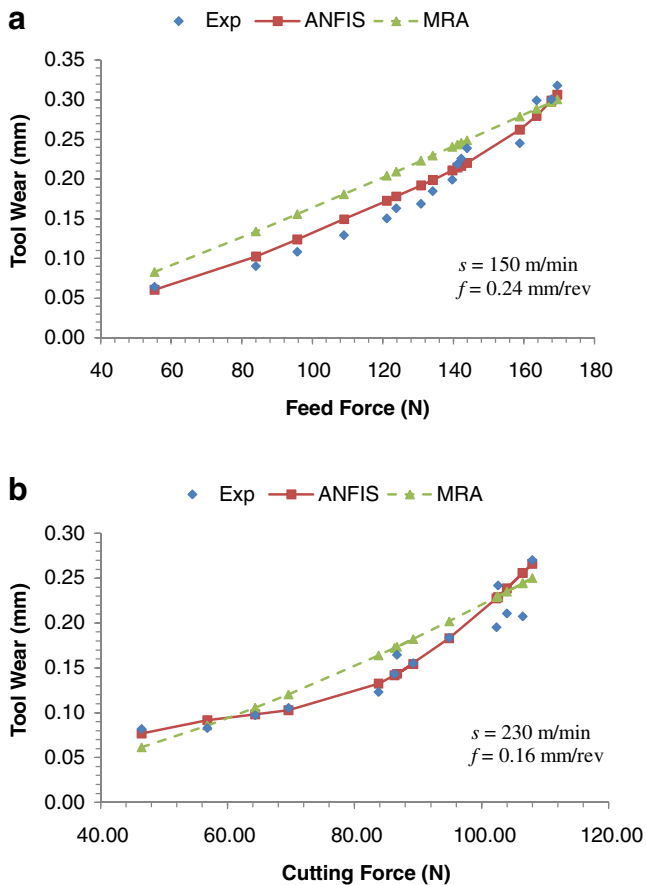 a
Exp ANFIS MRA
0.35
0.30
0.25
0.20
0.15
0.10
0.05
0.00
Tool Wear (mm)
s = 150 m/min
f = 0.24 mm/rev
40 60 80 100 120 140 160 180
Feed Force (N)
b
Exp ANFIS MRA
0.30
0.25
0.20
0.15
0.10
0.05
0.00
Tool Wear (mm)
s = 230 m/min
f = 0.16 mm/rev
40.00 60.00 80.00 100.00 120.00
Cutting Force (N)